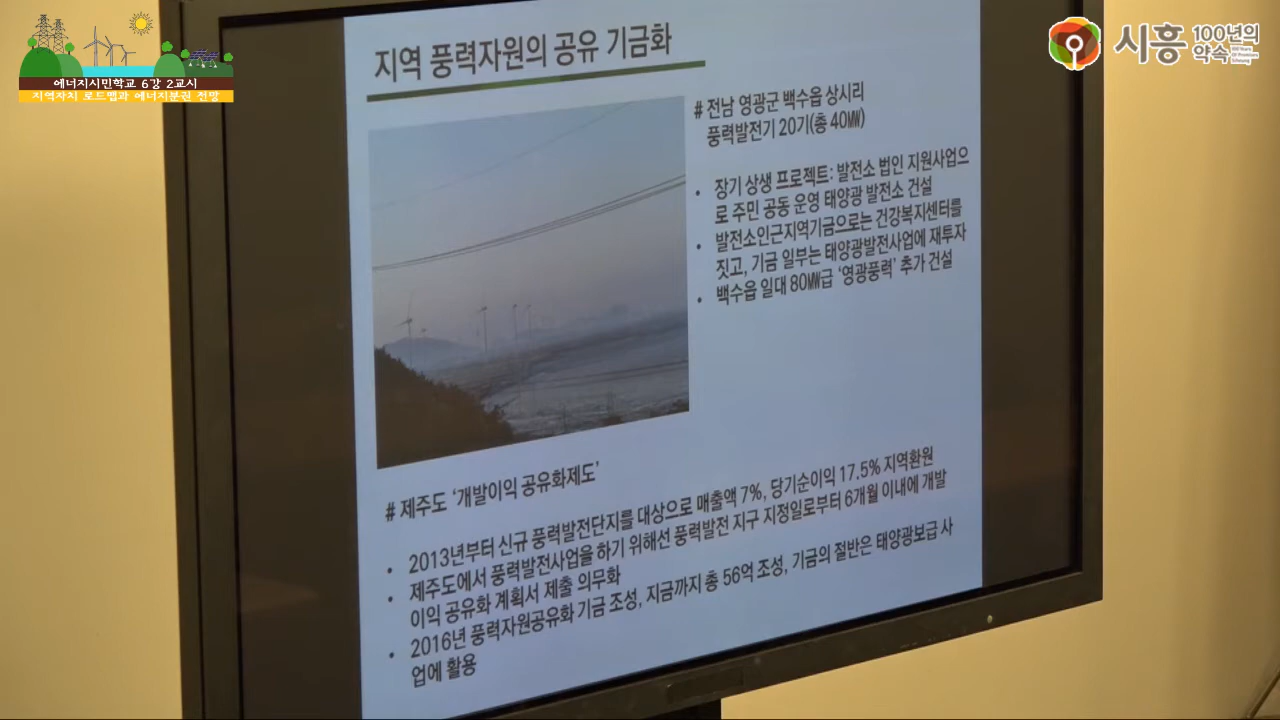 에너지시민학교 6강 2교시
지역자치 로드맵과 에너지분권 전망
시흥
100년의
약속
지역 풍력자원의 공유 기금화
# 전남 영광군 백수읍 상시리
풍력발전기 20기(총 40㎿)
• 장기 상생 프로젝트: 발전소 법인 지원사업으
로 주민 공동 운영 태양광 발전소 건설
• 발전소인근지역기금으로는 건강복지센터를
짓고, 기금 일부는 태양광발전사업에 재투자
• 백수읍 일대 80㎿급 ‘영광풍력’ 추가 건설
# 제주도 ‘개발이익 공유화제도’
• 2013년부터 신규 풍력발전단지를 대상으로 매출액 7%, 당기순이익 17.5% 지역환원
• 제주도에서 풍력발전사업을 하기 위해선 풍력발전 지구 지정일로부터 6개월 이내에 개발
이익 공유화 계획서 제출 의무화
• 2016년 풍력자원공유화 기금 조성, 지금까지 총 56억 조성, 기금의 절반은 태양광보급 사
업에 활용